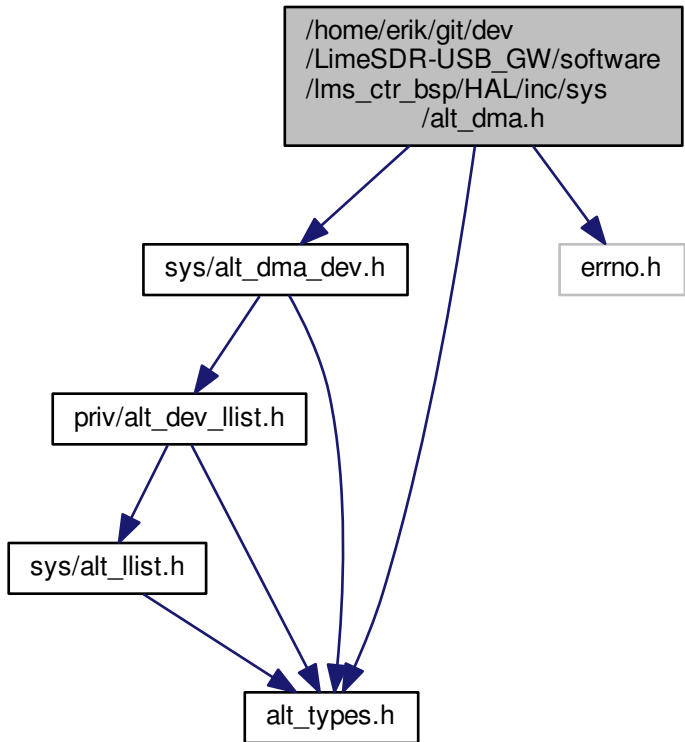 /home/erik/git/dev
/LimeSDR-USB_GW/software
/lms_ctr_bsp/HAL/inc/sys
/alt_dma.h
sys/alt_dma_dev.h
errno.h
priv/alt_dev_llist.h
sys/alt_llist.h
alt_types.h